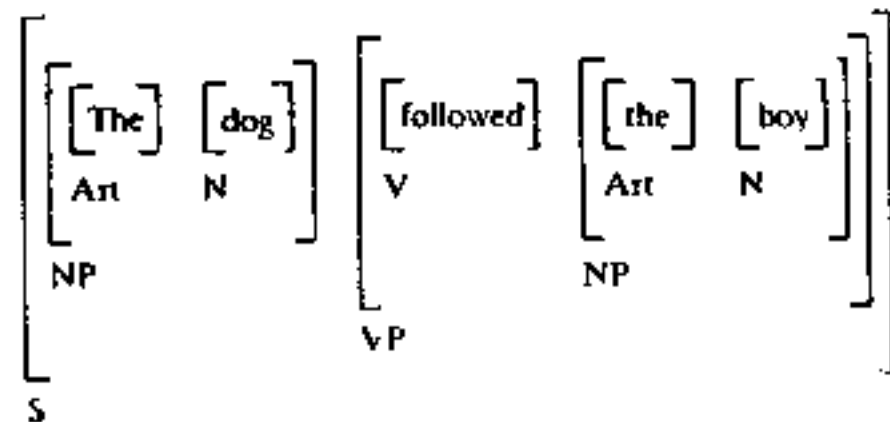 The dog followed the boy
Art N V Art N
NP NP
VP
S